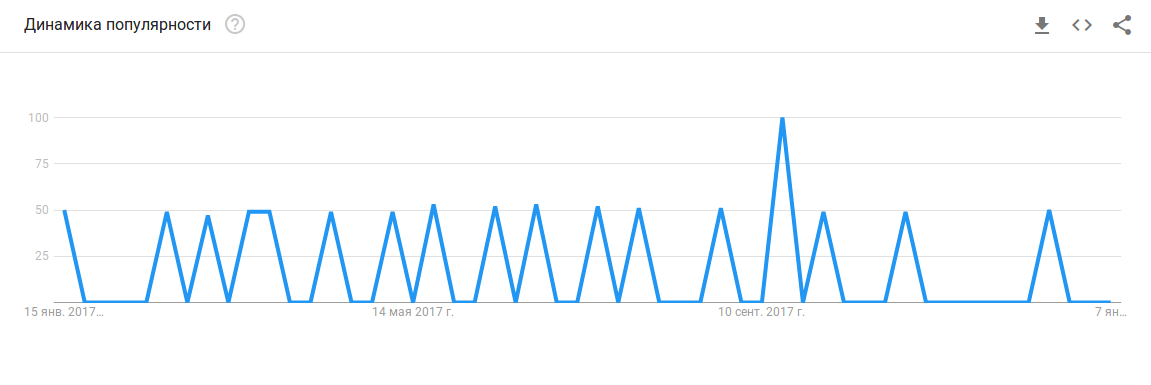 Динамика популярности ?
100
75
50
25
15 янв. 2017...
14 мая 2017 г.
10 сент. 2017 г.
7 ян...